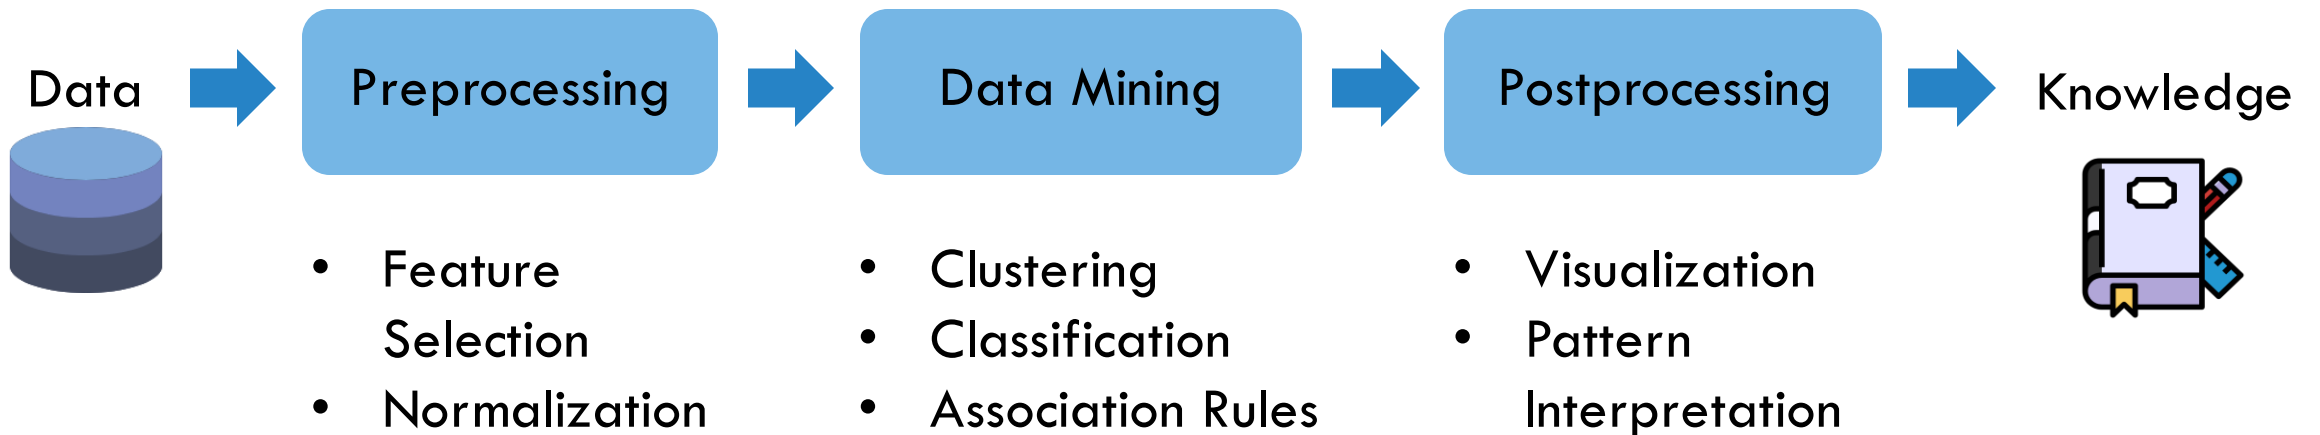 Data
Preprocessing
Data Mining
Postprocessing
Knowledge
• Feature
Selection
• Normalization
• Clustering
• Classification
• Association Rules
• Visualization
• Pattern
Interpretation